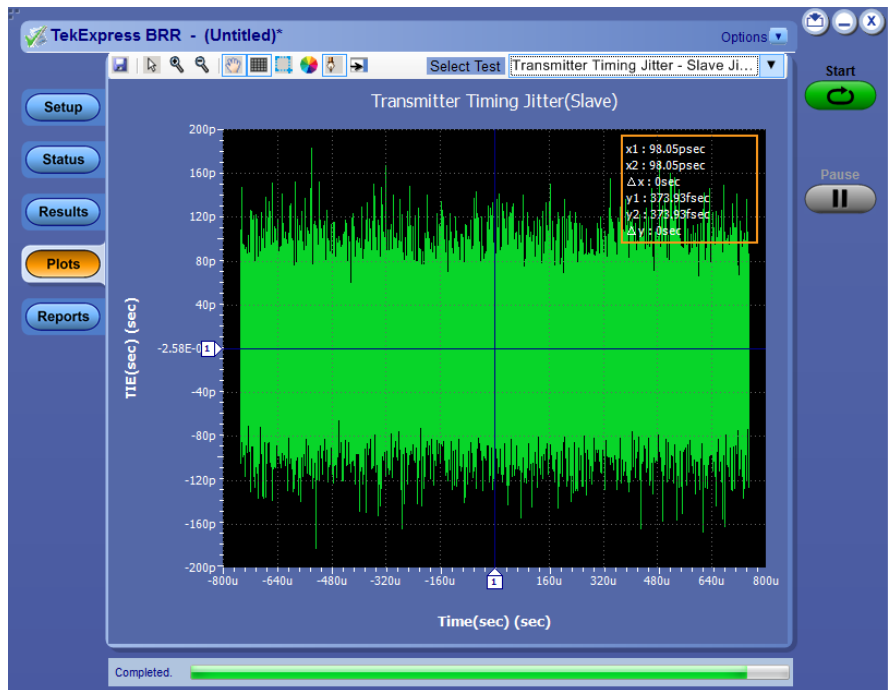 TekExpress BRR - (Untitled)*
Options
Select Test
Transmitter Timing Jitter - Slave Ji...
Start
Pause
Setup
Status
Results
Plots
Reports
Transmitter Timing Jitter(Slave)
x1 : 98.05psec
x2 : 98.05psec
Δx : 0sec
y1 : 373.93fsec
y2 : 373.93fsec
Δy : 0sec
TIE(sec) (sec)
200p
160p
120p
80p
40p
-2.58E-0
1
-40p
-80p
-120p
-160p
-200p
-800u -640u -480u -320u -160u 1 160u 320u 480u 640u 800u
Time(sec) (sec)
Completed.